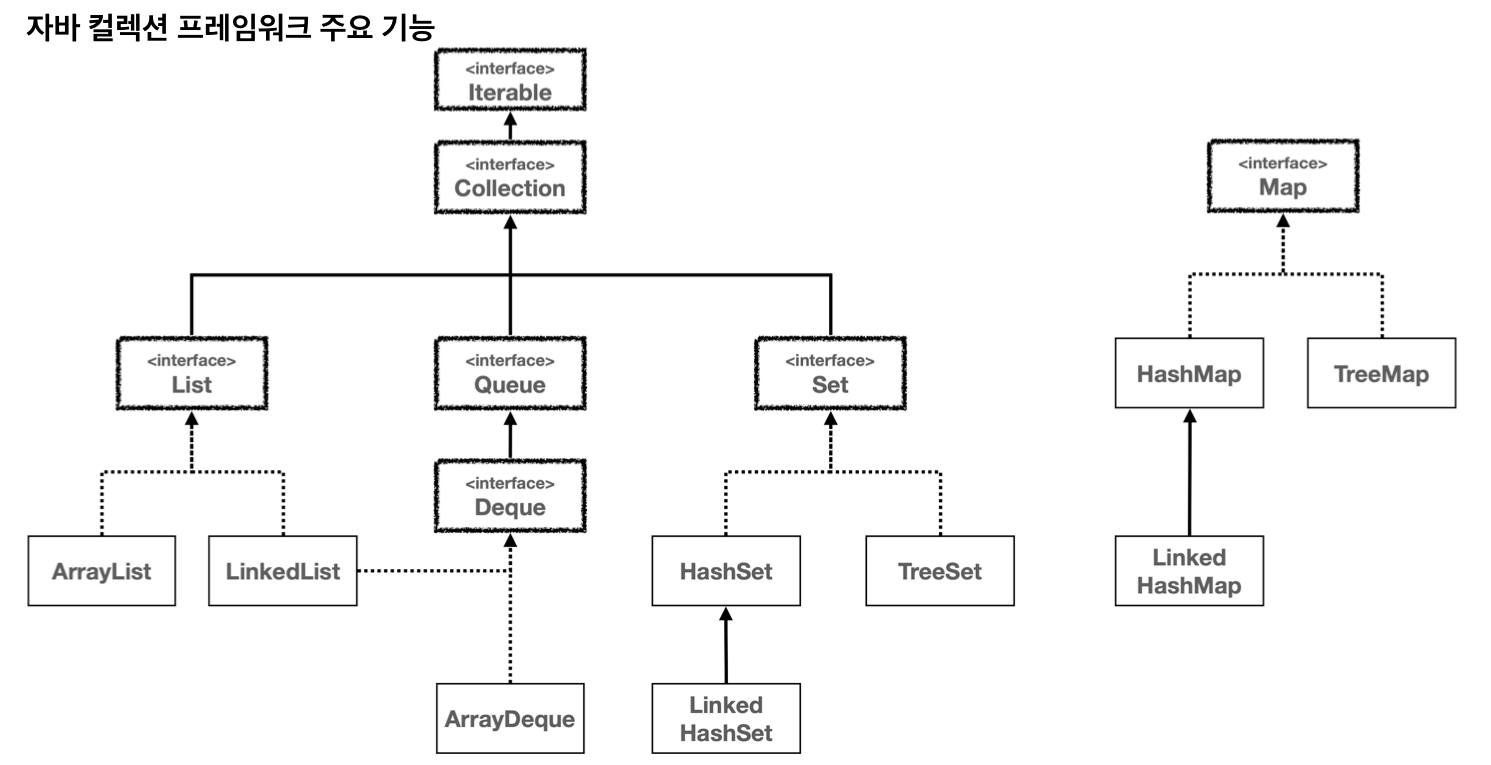 자바 컬렉션 프레임워크 주요 기능
<interface>
Iterable
<interface>
Collection
<interface>
Map
<interface>
List
<interface>
Queue
<interface>
Set
HashMap
TreeMap
<interface>
Deque
ArrayList
LinkedList
HashSet
TreeSet
Linked
HashMap
ArrayDeque
Linked
HashSet